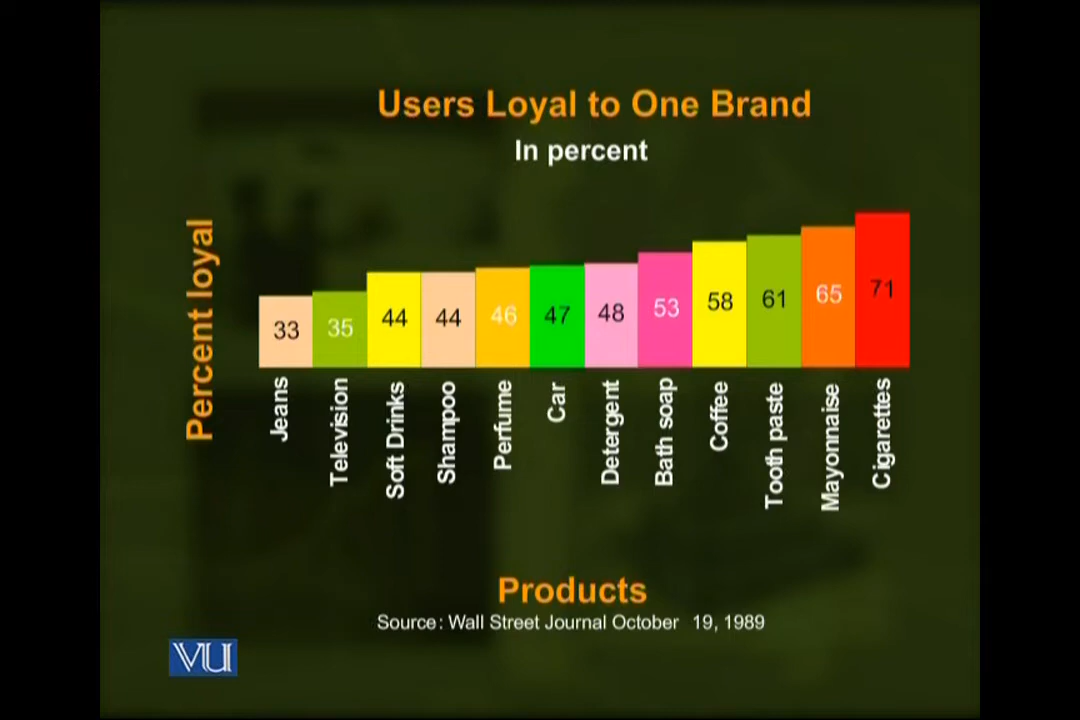 Users Loyal to One Brand
In percent
Percent loyal
33 35 44 44 46 47 48 53 58 61 65 71
Jeans Television Soft Drinks Shampoo Perfume Car Detergent Bath soap Coffee Tooth paste Mayonnaise Cigarettes
Products
Source: Wall Street Journal October 19, 1989
VU